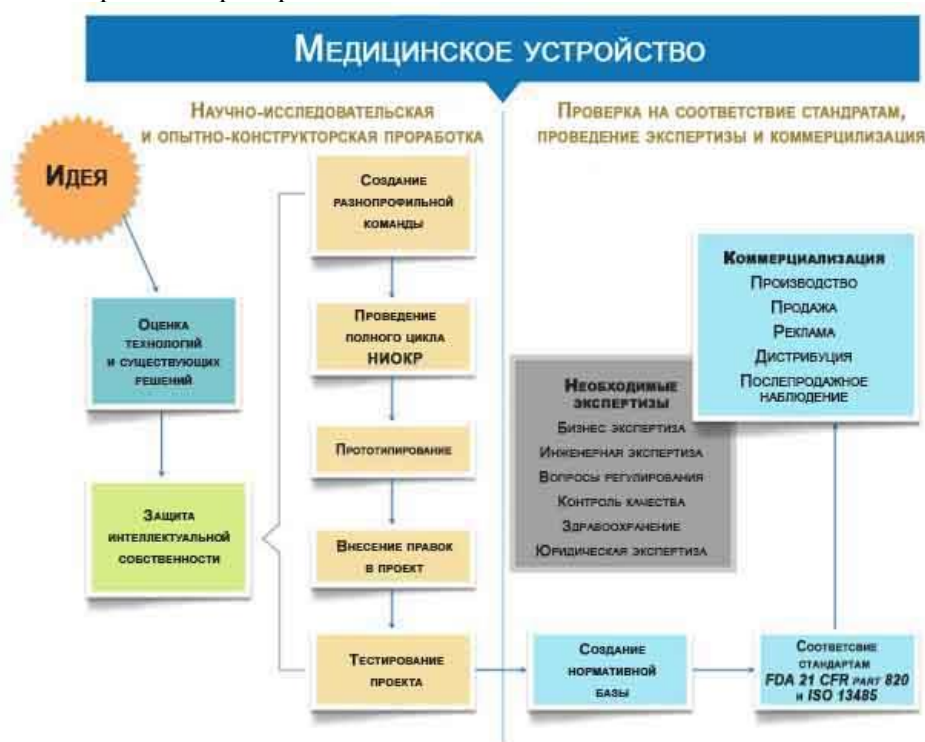 Медицинское устройство
Научно-исследовательская
и опытно-конструкторская проработка
Проверка на соответствие стандратам,
проведение экспертизы и коммерцилизация
Идея
Оценка
технологий
и существующих
решений
Защита
интеллектуальной
собственности
Создание
разнопрофильной
команды
Проведение
полного цикла
НИОКР
Прототипирование
Внесение правок
в проект
Тестирование
проекта
Необходимые
экспертизы
Бизнес экспертиза
Инженерная экспертиза
Вопросы регулирования
Контроль качества
Здравоохранение
Юридическая экспертиза
Коммерциализация
Производство
Продажа
Реклама
Дистрибуция
Послепродажное
наблюдение
Создание
нормативной
базы
Соответсвие
стандартам
FDA 21 CFR part 820
и ISO 13485